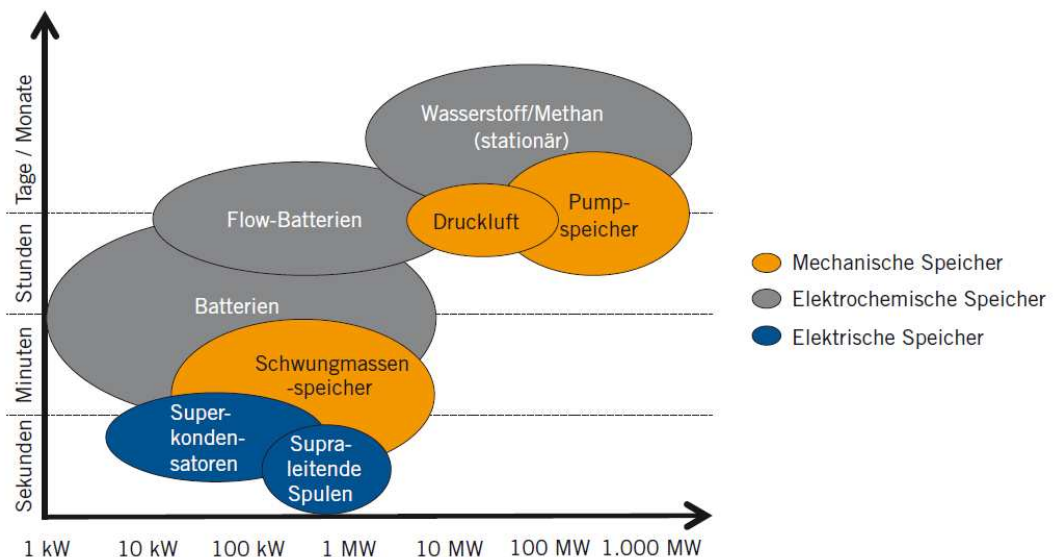 Tage / Monate
Stunden
Minuten
Sekunden
Wasserstoff/Methan
(stationär)
Flow-Batterien
Druckluft
Pump-
speicher
Batterien
Schwungmassen
-speicher
Super-
konden-
satoren
Supra-
leitende
Spulen
Mechanische Speicher
Elektrochemische Speicher
Elektrische Speicher
1 kW 10 kW 100 kW 1 MW 10 MW 100 MW 1.000 MW